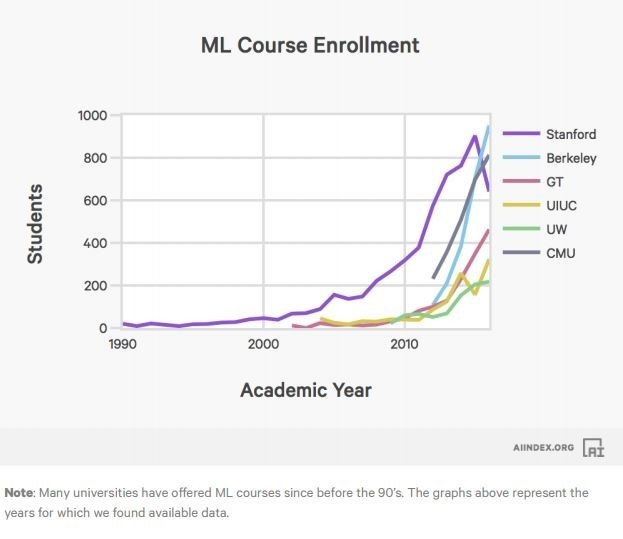 ML Course Enrollment
1000
800
600
400
200
0
Students
1990
2000
2010
Academic Year
Stanford
Berkeley
GT
UIUC
UW
CMU
AIINDEX.ORG
AI
Note: Many universities have offered ML courses since before the 90's. The graphs above represent the
years for which we found available data.